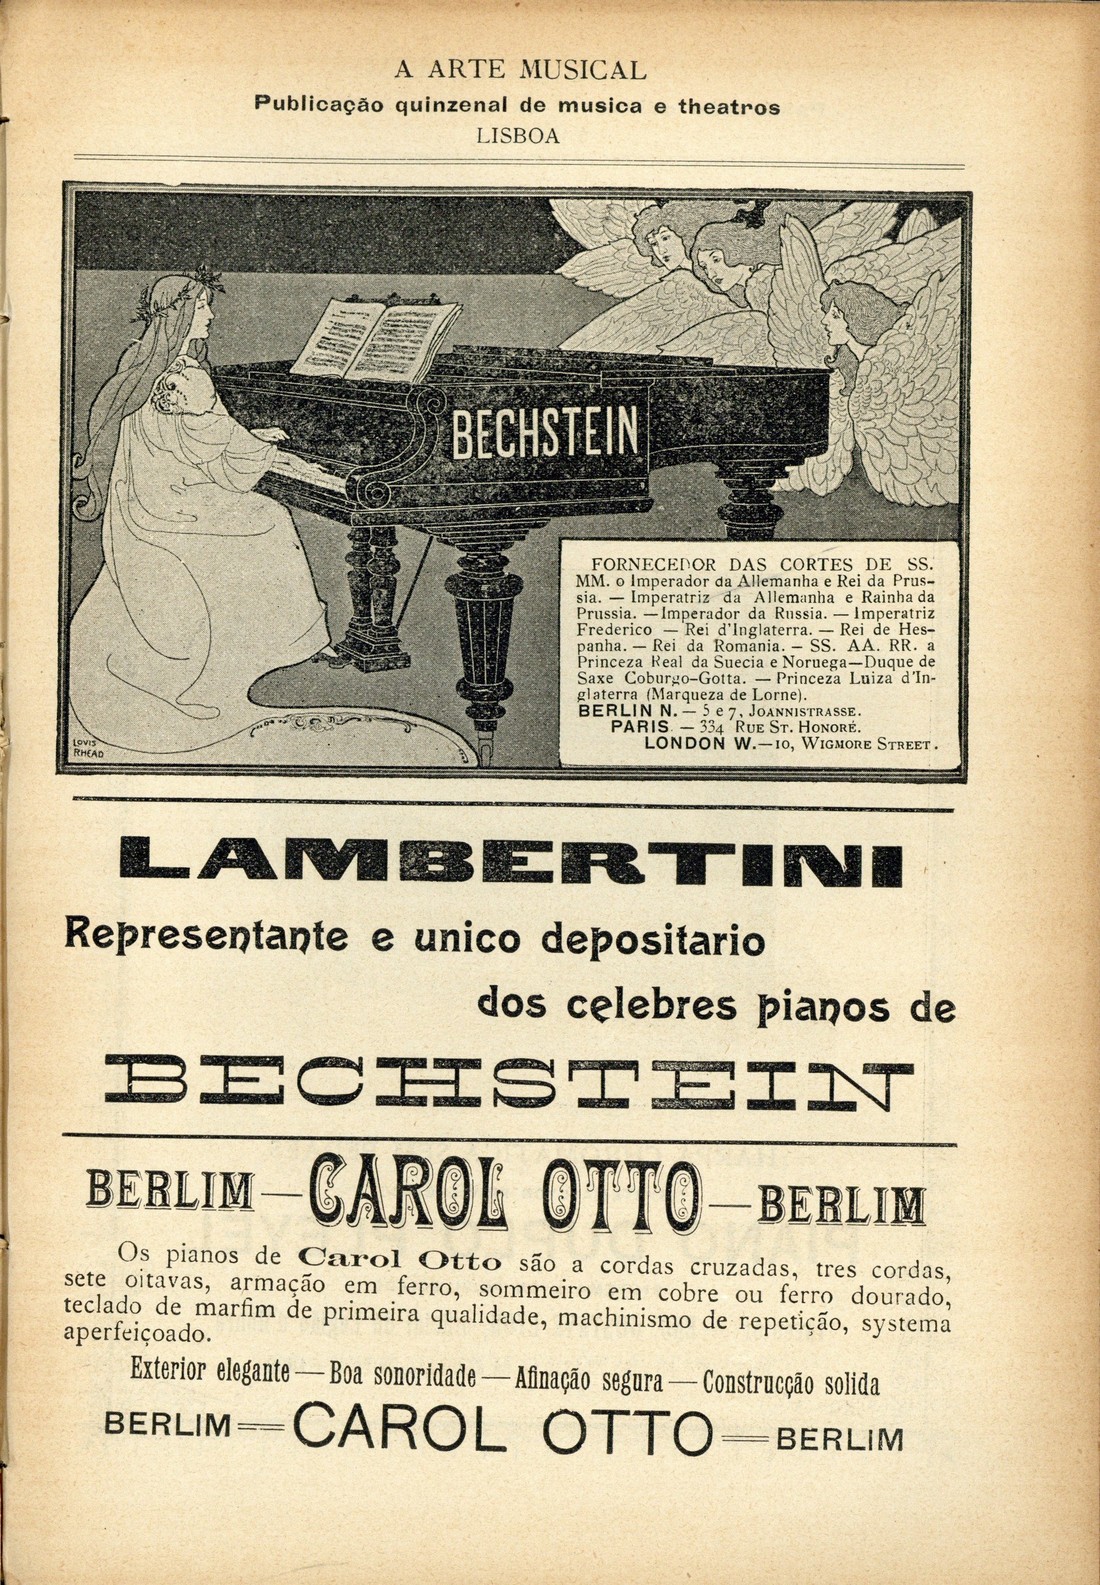 A ARTE MUSICAL
Publicação quinzenal de musica e theatros
LISBOA
BECHSTEIN
LOVIS
RHEAD
FORNECEDOR DAS CORTES DE SS.
MM. o Imperador da Allemanha e Rei da Prus-
sia. — Imperatriz da Allemanha e Rainha da
Prussia. — Imperador da Russia. — Imperatriz
Frederico — Rei d'Inglaterra. — Rei de Hes-
panha. — Rei da Romania. — SS. AA. RR. a
Princeza Real da Suecia e Noruega—Duque de
Saxe Coburgo-Gotta. — Princeza Luiza d'In-
glaterra (Marqueza de Lorne).
BERLIN N. — 5 e 7, JOANNISTRASSE.
PARIS — 334 RUE ST. HONORÉ.
LONDON W.—10, WIGMORE STREET.
LAMBERTINI
Representante e unico depositario
dos celebres pianos de
BECHSTEIN
BERLIM — CAROL OTTO — BERLIM
Os pianos de Carol Otto são a cordas cruzadas, tres cordas,
sete oitavas, armação em ferro, sommeiro em cobre ou ferro dourado,
teclado de marfim de primeira qualidade, machinismo de repetição, systema
aperfeiçoado.
Exterior elegante — Boa sonoridade — Afinação segura — Construcção solida
BERLIM == CAROL OTTO == BERLIM